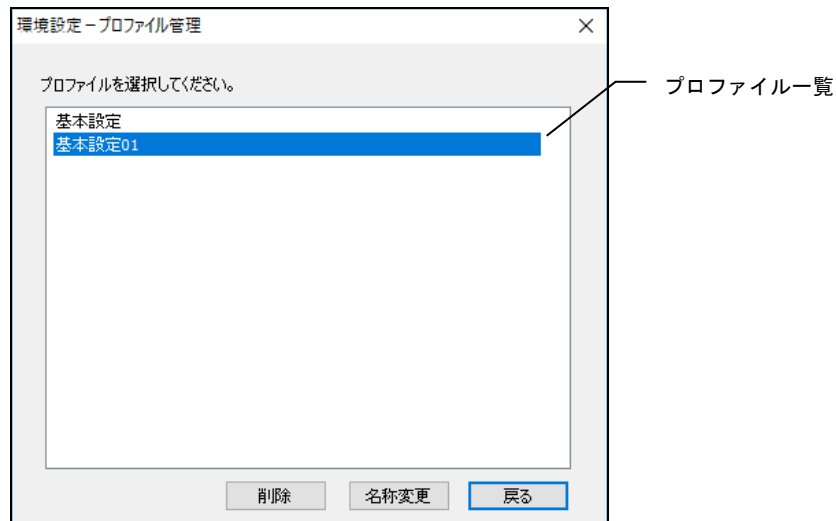 環境設定－プロファイル管理
プロファイルを選択してください。
プロファイル一覧
基本設定
基本設定01
削除
名称変更
戻る